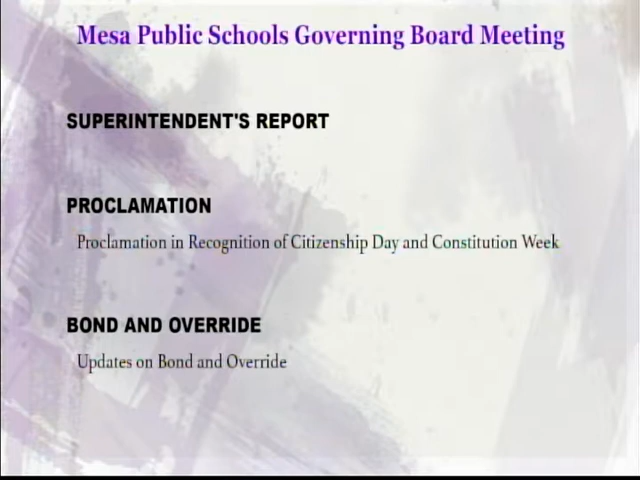 Mesa Public Schools Governing Board Meeting
SUPERINTENDENT'S REPORT
PROCLAMATION
Proclamation in Recognition of Citizenship Day and Constitution Week
BOND AND OVERRIDE
Updates on Bond and Override